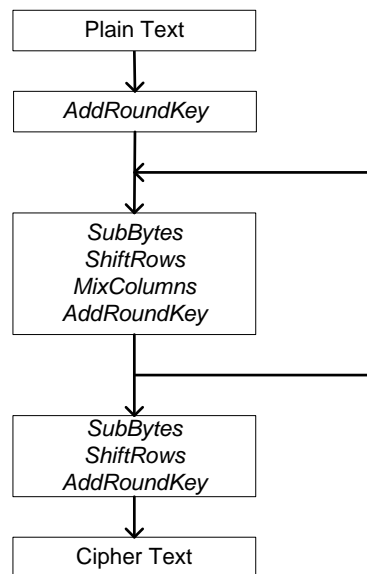 Plain Text
AddRoundKey
SubBytes
ShiftRows
MixColumns
AddRoundKey
SubBytes
ShiftRows
AddRoundKey
Cipher Text